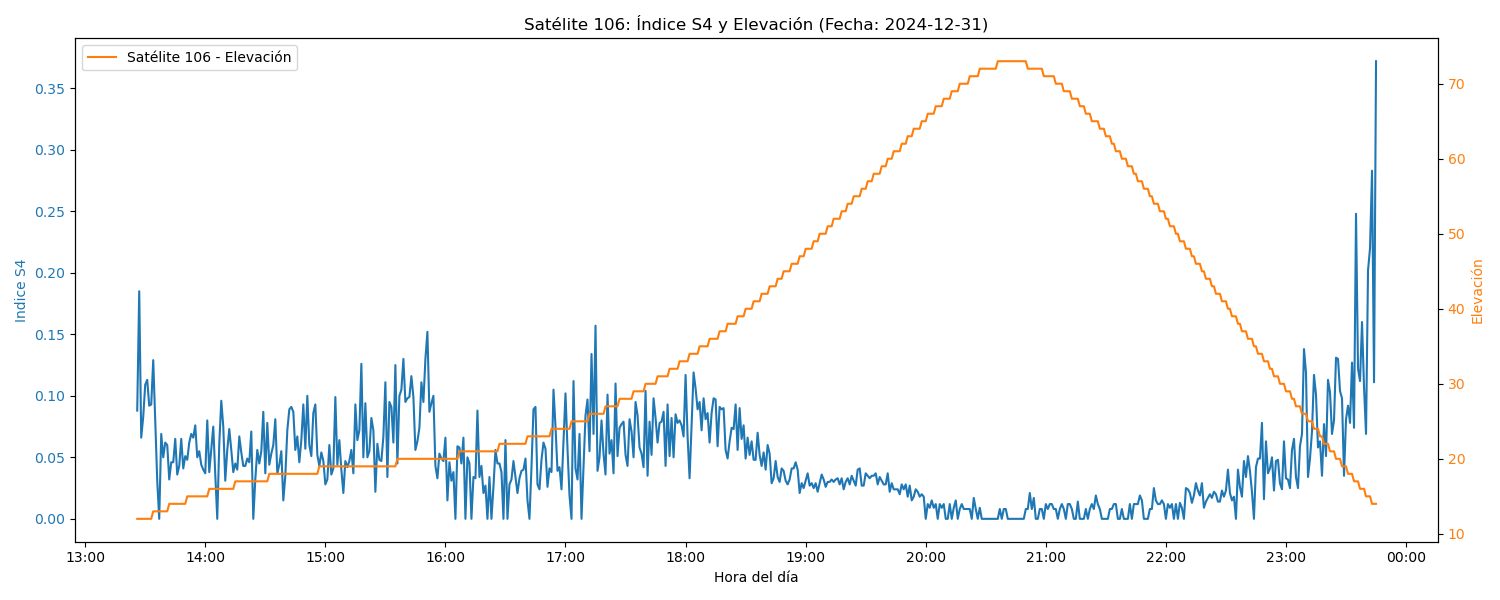 Satélite 106: Índice S4 y Elevación (Fecha: 2024-12-31)
Satélite 106 - Elevación
0.35
0.30
0.25
0.20
0.15
0.10
0.05
0.00
Indice S4
70
60
50
40
30
20
10
Elevación
13:00 14:00 15:00 16:00 17:00 18:00 19:00 20:00 21:00 22:00 23:00 00:00
Hora del día